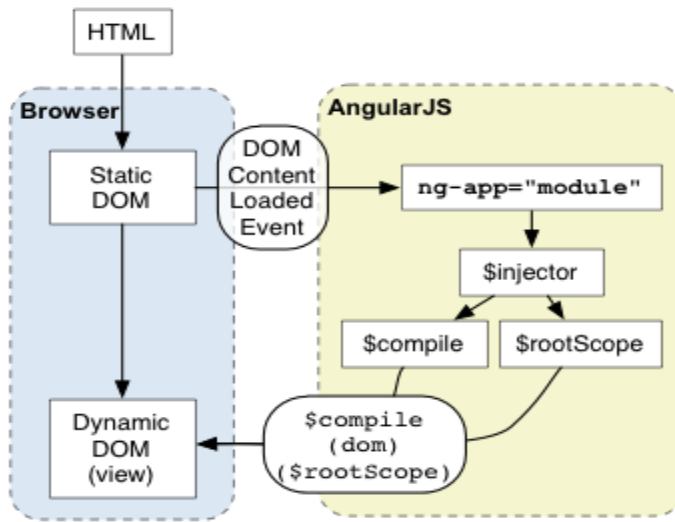 HTML
Browser
AngularJS
Static
DOM
DOM
Content
Loaded
Event
ng-app="module"
$injector
$compile
$rootScope
Dynamic
DOM
(view)
$compile
(dom)
($rootScope)